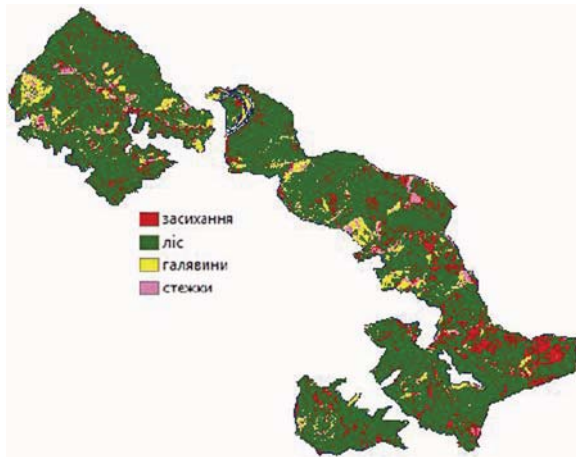 засихання
ліс
галявини
стежки